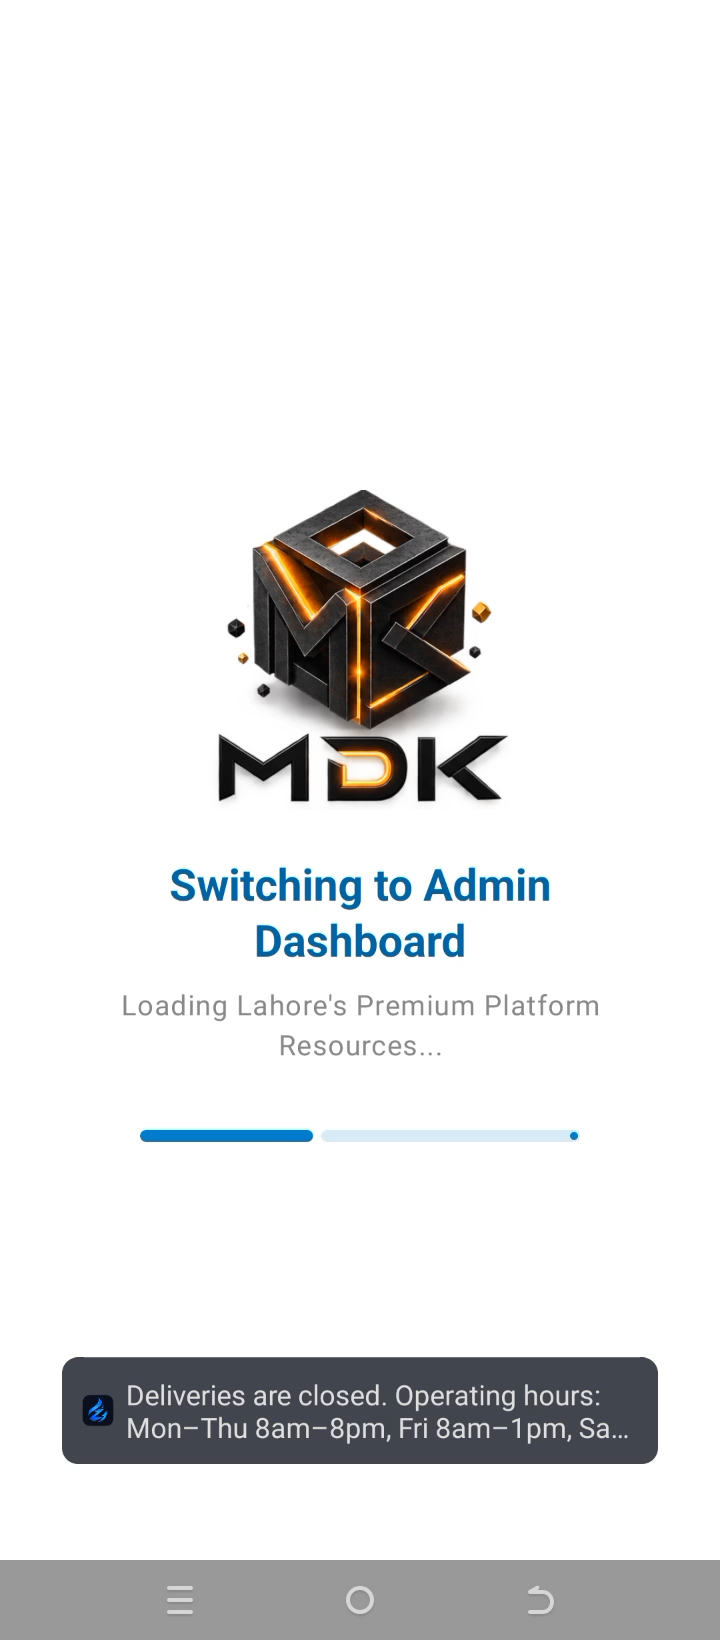 MDK
Switching to Admin
Dashboard
Loading Lahore's Premium Platform
Resources...
Deliveries are closed. Operating hours:
Mon–Thu 8am–8pm, Fri 8am–1pm, Sa...